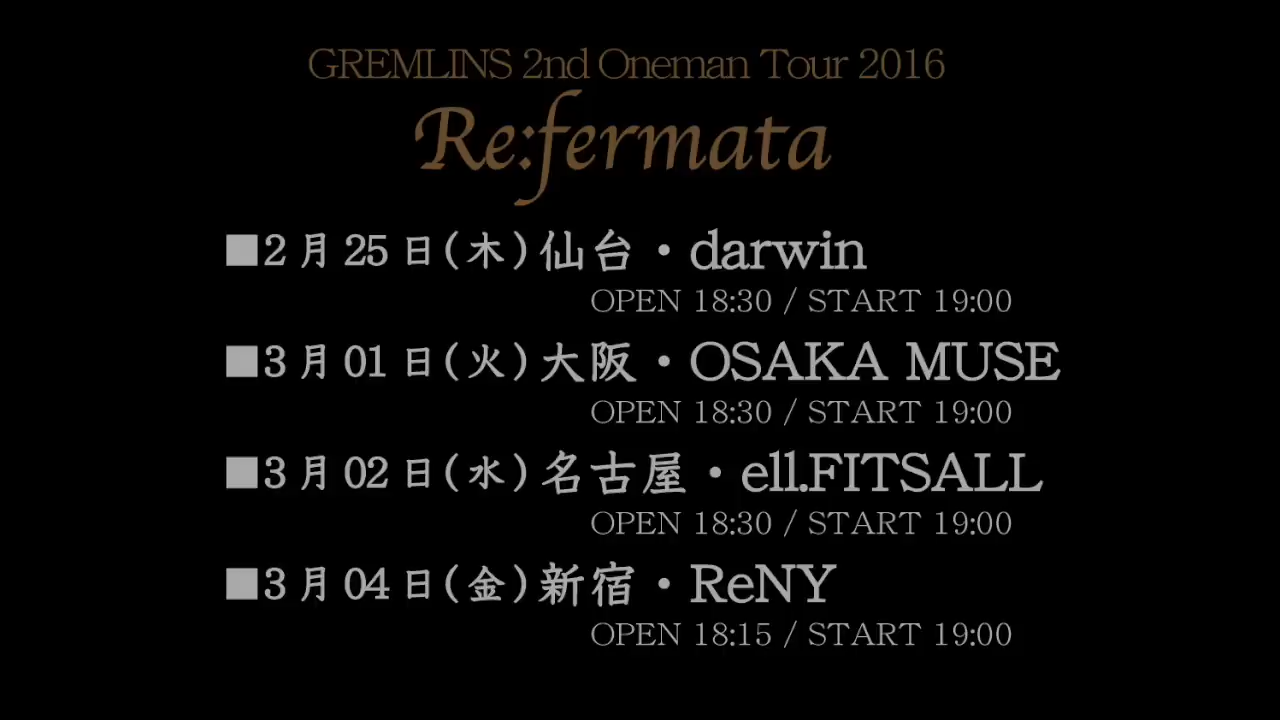 GREMLINS 2nd Oneman Tour 2016
Re:fermata
■2月25日(木)仙台・darwin
OPEN 18:30 / START 19:00
■3月01日(火)大阪・OSAKA MUSE
OPEN 18:30 / START 19:00
■3月02日(水)名古屋・ell.FITSALL
OPEN 18:30 / START 19:00
■3月04日(金)新宿・ReNY
OPEN 18:15 / START 19:00